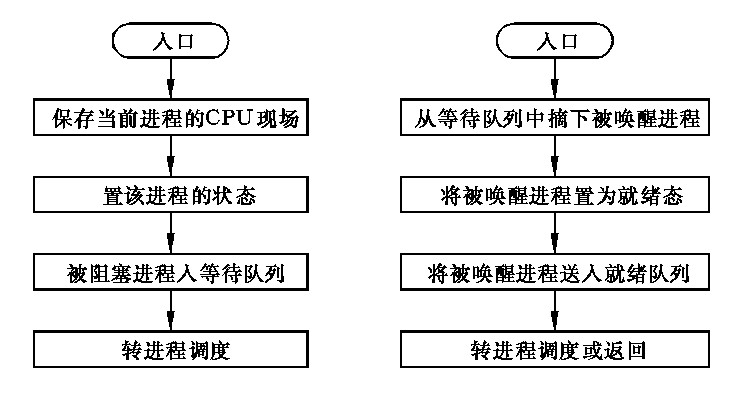 入口
保存当前进程的CPU现场
置该进程的状态
被阻塞进程入等待队列
转进程调度
入口
从等待队列中摘下被唤醒进程
将被唤醒进程置为就绪态
将被唤醒进程送入就绪队列
转进程调度或返回